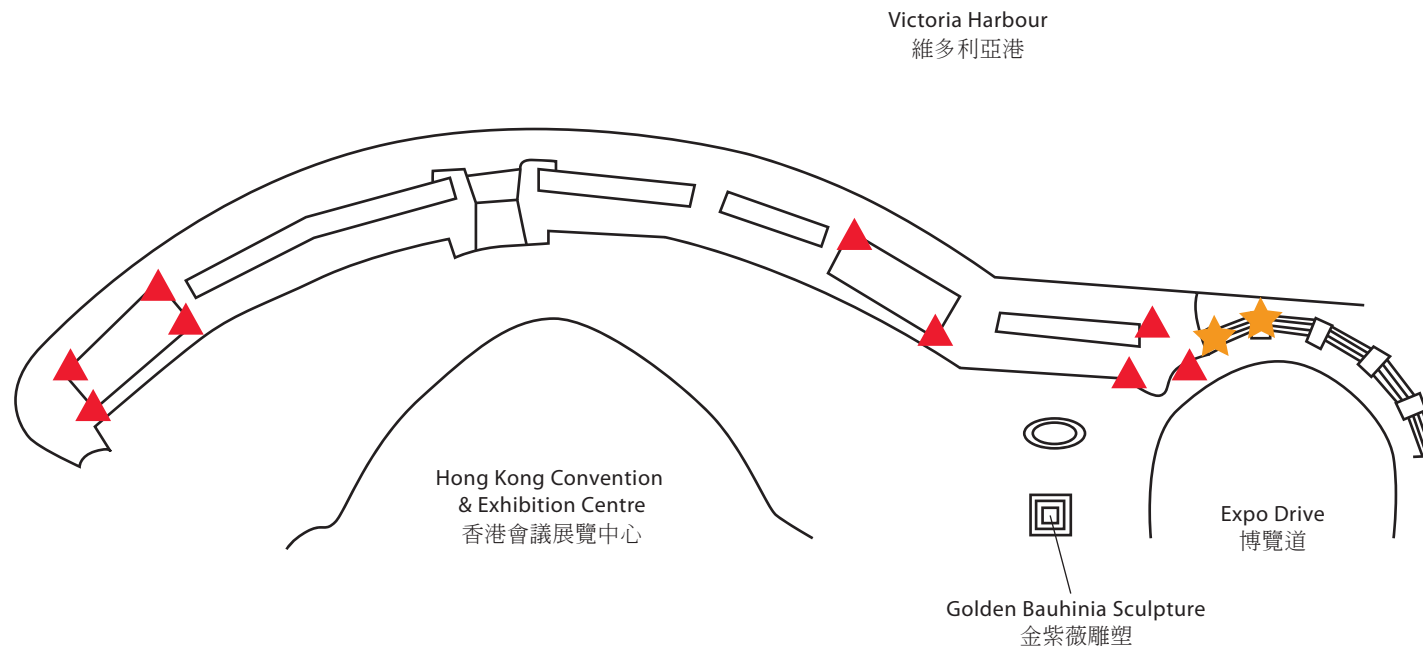 Victoria Harbour
維多利亞港
Hong Kong Convention
& Exhibition Centre
香港會議展覽中心
Expo Drive
博覽道
Golden Bauhinia Sculpture
金紫薇雕塑